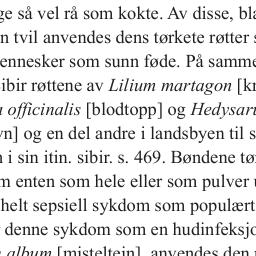 ge så vel rå som kokte. Av disse, bla
n tvil anvendes dens tørkete røtter s
ennesker som sunn føde. På samme
ibir røttene av Lilium martagon [kr
officinalis [blodtopp] og Hedysaru
n] og en del andre i landsbyen til s
i sin itin. sibir. s. 469. Bøndene tø
m enten som hele eller som pulver u
helt sepsiell sykdom som populært
denne sykdom som en hudinfeksjo
album [misteltein], anvendes den